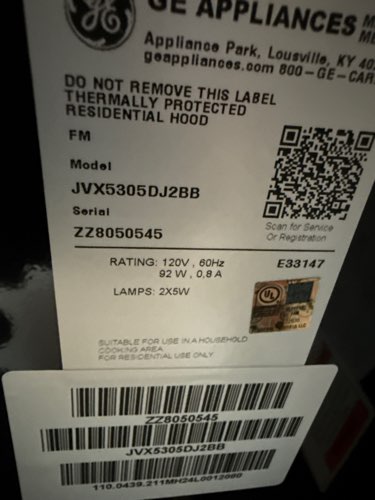 GE APPLIANCES
Appliance Park, Lousville, KY
geappliances.com 800-GE-CAR
DO NOT REMOVE THIS LABEL
THERMALLY PROTECTED
RESIDENTIAL HOOD
FM
Model
JVX5305DJ2BB
Serial
ZZ8050545
Scan for Service
Or Registration
RATING: 120V, 60Hz
92 W, 0,8 A
E33147
LAMPS: 2X5W
UL
SUITABLE FOR USE IN A HOUSEHOLD
COOKING AREA
FOR RESIDENTIAL USE ONLY
ZZ8050545
JVX5305DJ2BB
110.0439.211MH24L0012080